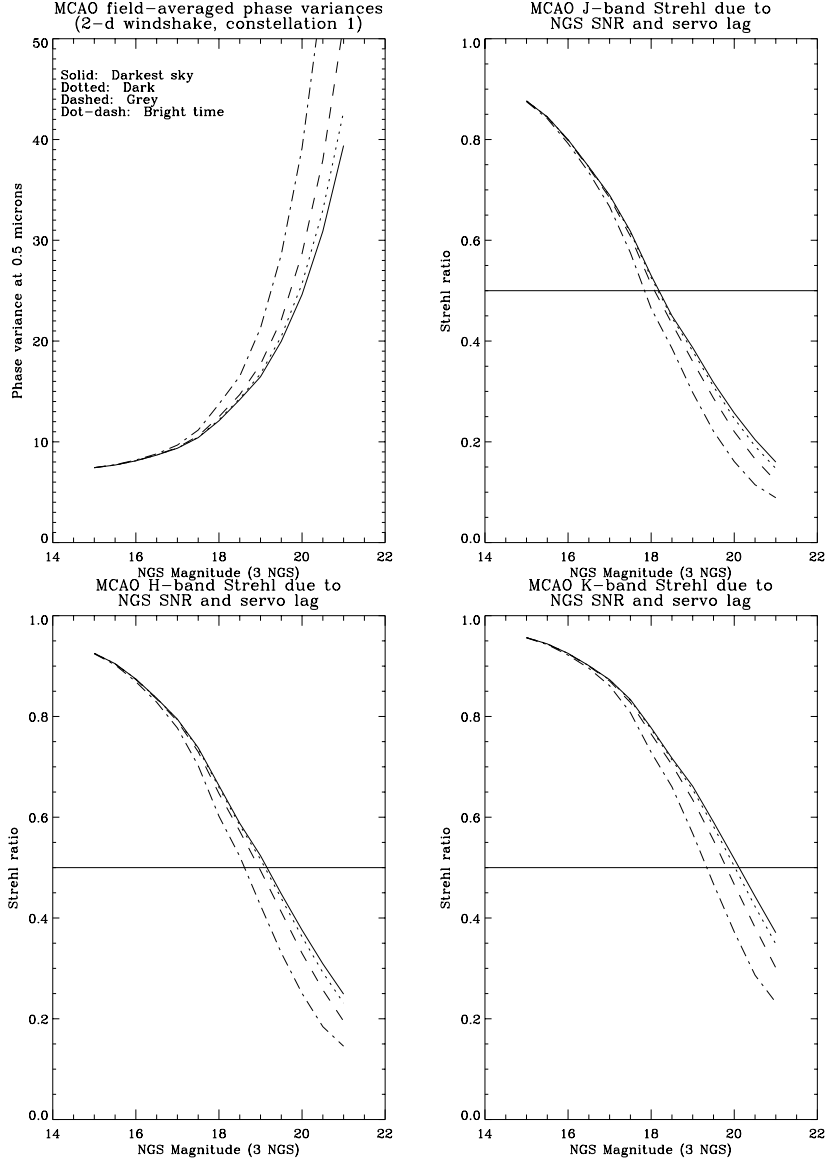 MCAO field-averaged phase variances
(2-d windshake, constellation 1)
50
40
30
20
10
0
Phase variance at 0.5 microns
Solid: Darkest sky
Dotted: Dark
Dashed: Grey
Dot-dash: Bright time
14 16 18 20 22
NGS Magnitude (3 NGS)
MCAO J-band Strehl due to
NGS SNR and servo lag
1.0
0.8
0.6
0.4
0.2
0.0
Strehl ratio
14 16 18 20 22
NGS Magnitude (3 NGS)
MCAO H-band Strehl due to
NGS SNR and servo lag
1.0
0.8
0.6
0.4
0.2
0.0
Strehl ratio
14 16 18 20 22
NGS Magnitude (3 NGS)
MCAO K-band Strehl due to
NGS SNR and servo lag
1.0
0.8
0.6
0.4
0.2
0.0
Strehl ratio
14 16 18 20 22
NGS Magnitude (3 NGS)